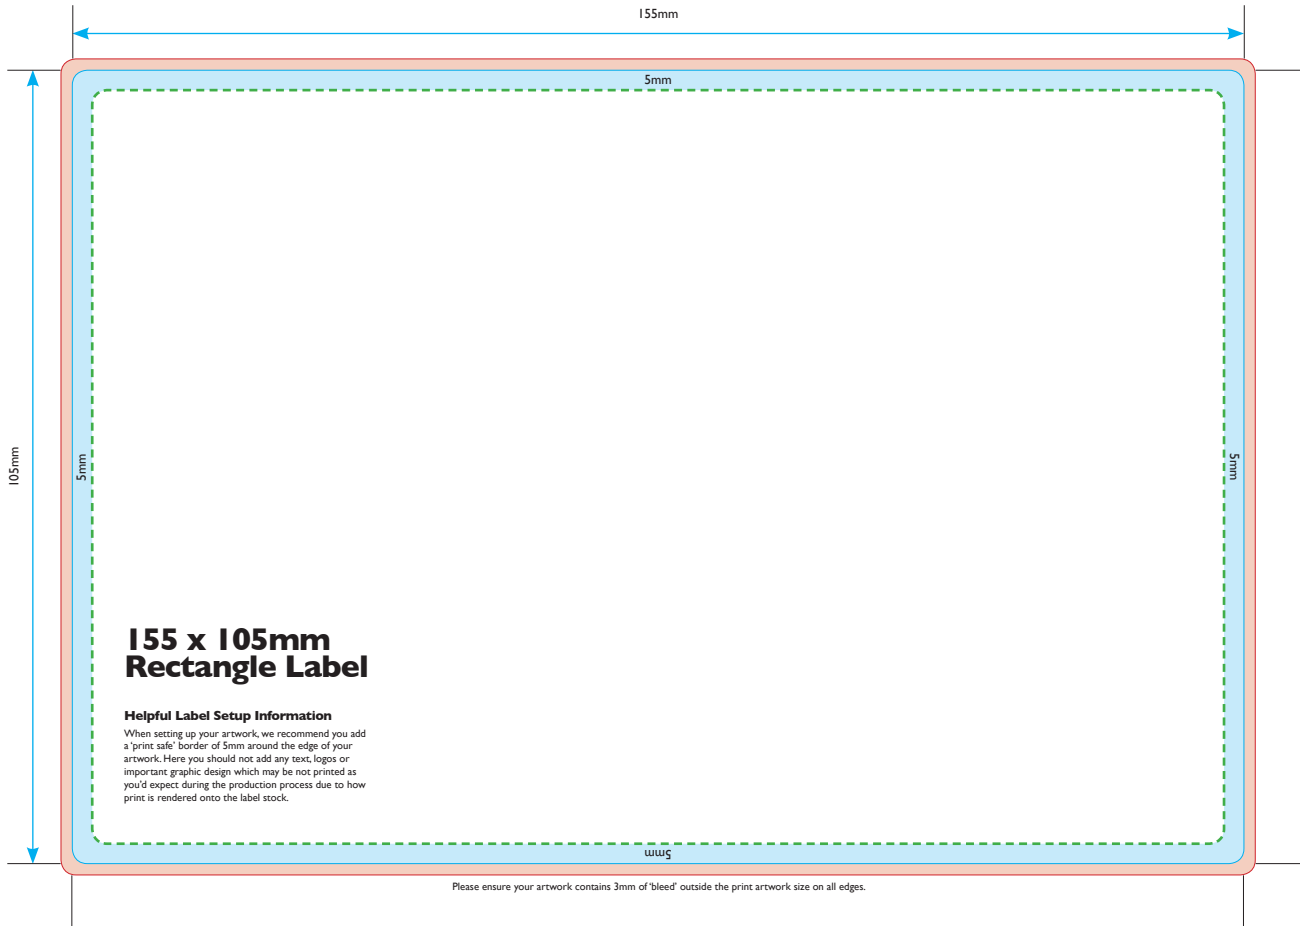 155mm
5mm
105mm
5mm
5mm
155 x 105mm
Rectangle Label
Helpful Label Setup Information
When setting up your artwork, we recommend you add
a ‘print safe’ border of 5mm around the edge of your
artwork. Here you should not add any text, logos or
important graphic design which may be not printed as
you’d expect during the production process due to how
print is rendered onto the label stock.
5mm
Please ensure your artwork contains 3mm of ‘bleed’ outside the print artwork size on all edges.